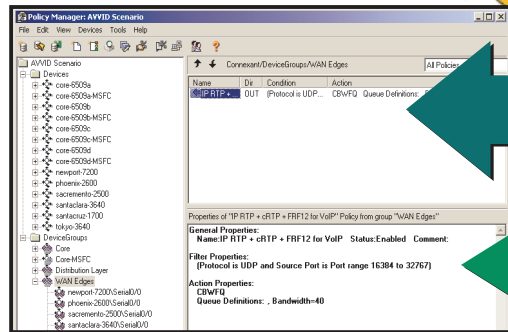 Policy Manager: AVVID Scenario
File Edit View Devices Tools Help
AVVID Scenario
Devices
core-6509a
core-6509a-MSFC
core-6509b
core-6509b-MSFC
core-6509c
core-6509c-MSFC
core-6509d
core-6509d-MSFC
newport-7200
phoenix-2600
sacremento-2500
santaclara-3640
santacruz-1700
tokyo-3640
DeviceGroups
Core
Core-MSFC
Distribution Layer
WAN Edges
newport-7200\Serial0/0
phoenix-2600\Serial0/0
sacremento-2500\Serial0/0
santaclara-3640\Serial0/0
Connexant/DeviceGroups/WAN Edges
All Policies
Name Dir Condition Action
IP RTP +... OUT (Protocol is UDP... CBWFQ Queue Definitions:
Properties of "IP RTP + cRTP + FRF12 for VoIP" Policy from group "WAN Edges"
General Properties:
Name:IP RTP + cRTP + FRF12 for VoIP Status:Enabled Comment:
Filter Properties:
(Protocol is UDP and Source Port is Port range 16384 to 32767)
Action Properties:
CBWFQ
Queue Definitions: , Bandwidth=40